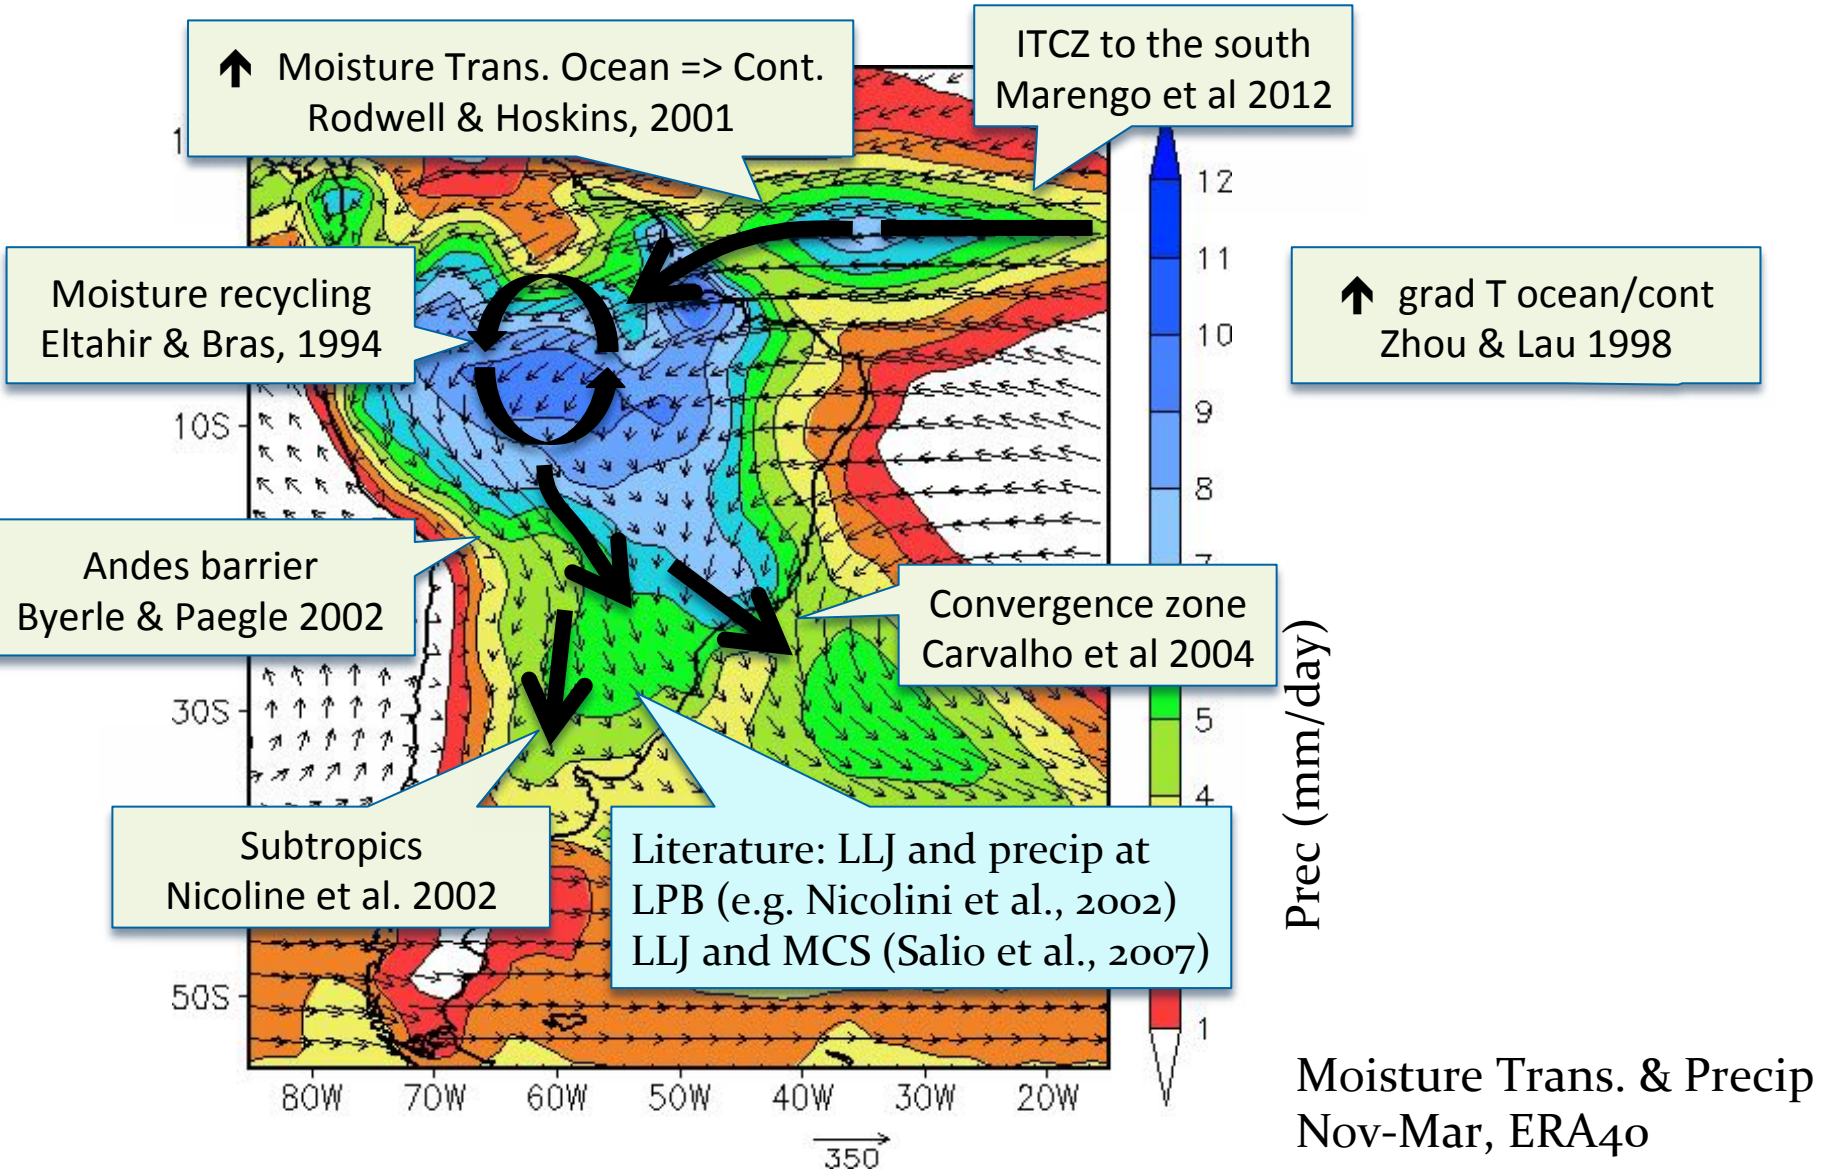 ↑ Moisture Trans. Ocean => Cont.
Rodwell & Hoskins, 2001
ITCZ to the south
Marengo et al 2012
1
Moisture recycling
Eltahir & Bras, 1994
↑ grad T ocean/cont
Zhou & Lau 1998
10S
Andes barrier
Byerle & Paegle 2002
Convergence zone
Carvalho et al 2004
30S
Subtropics
Nicoline et al. 2002
Literature: LLJ and precip at
LPB (e.g. Nicolini et al., 2002)
LLJ and MCS (Salio et al., 2007)
50S
80W 70W 60W 50W 40W 30W 20W
350
12
11
10
9
8
7
5
4
1
Prec (mm/day)
Moisture Trans. & Precip
Nov-Mar, ERA40